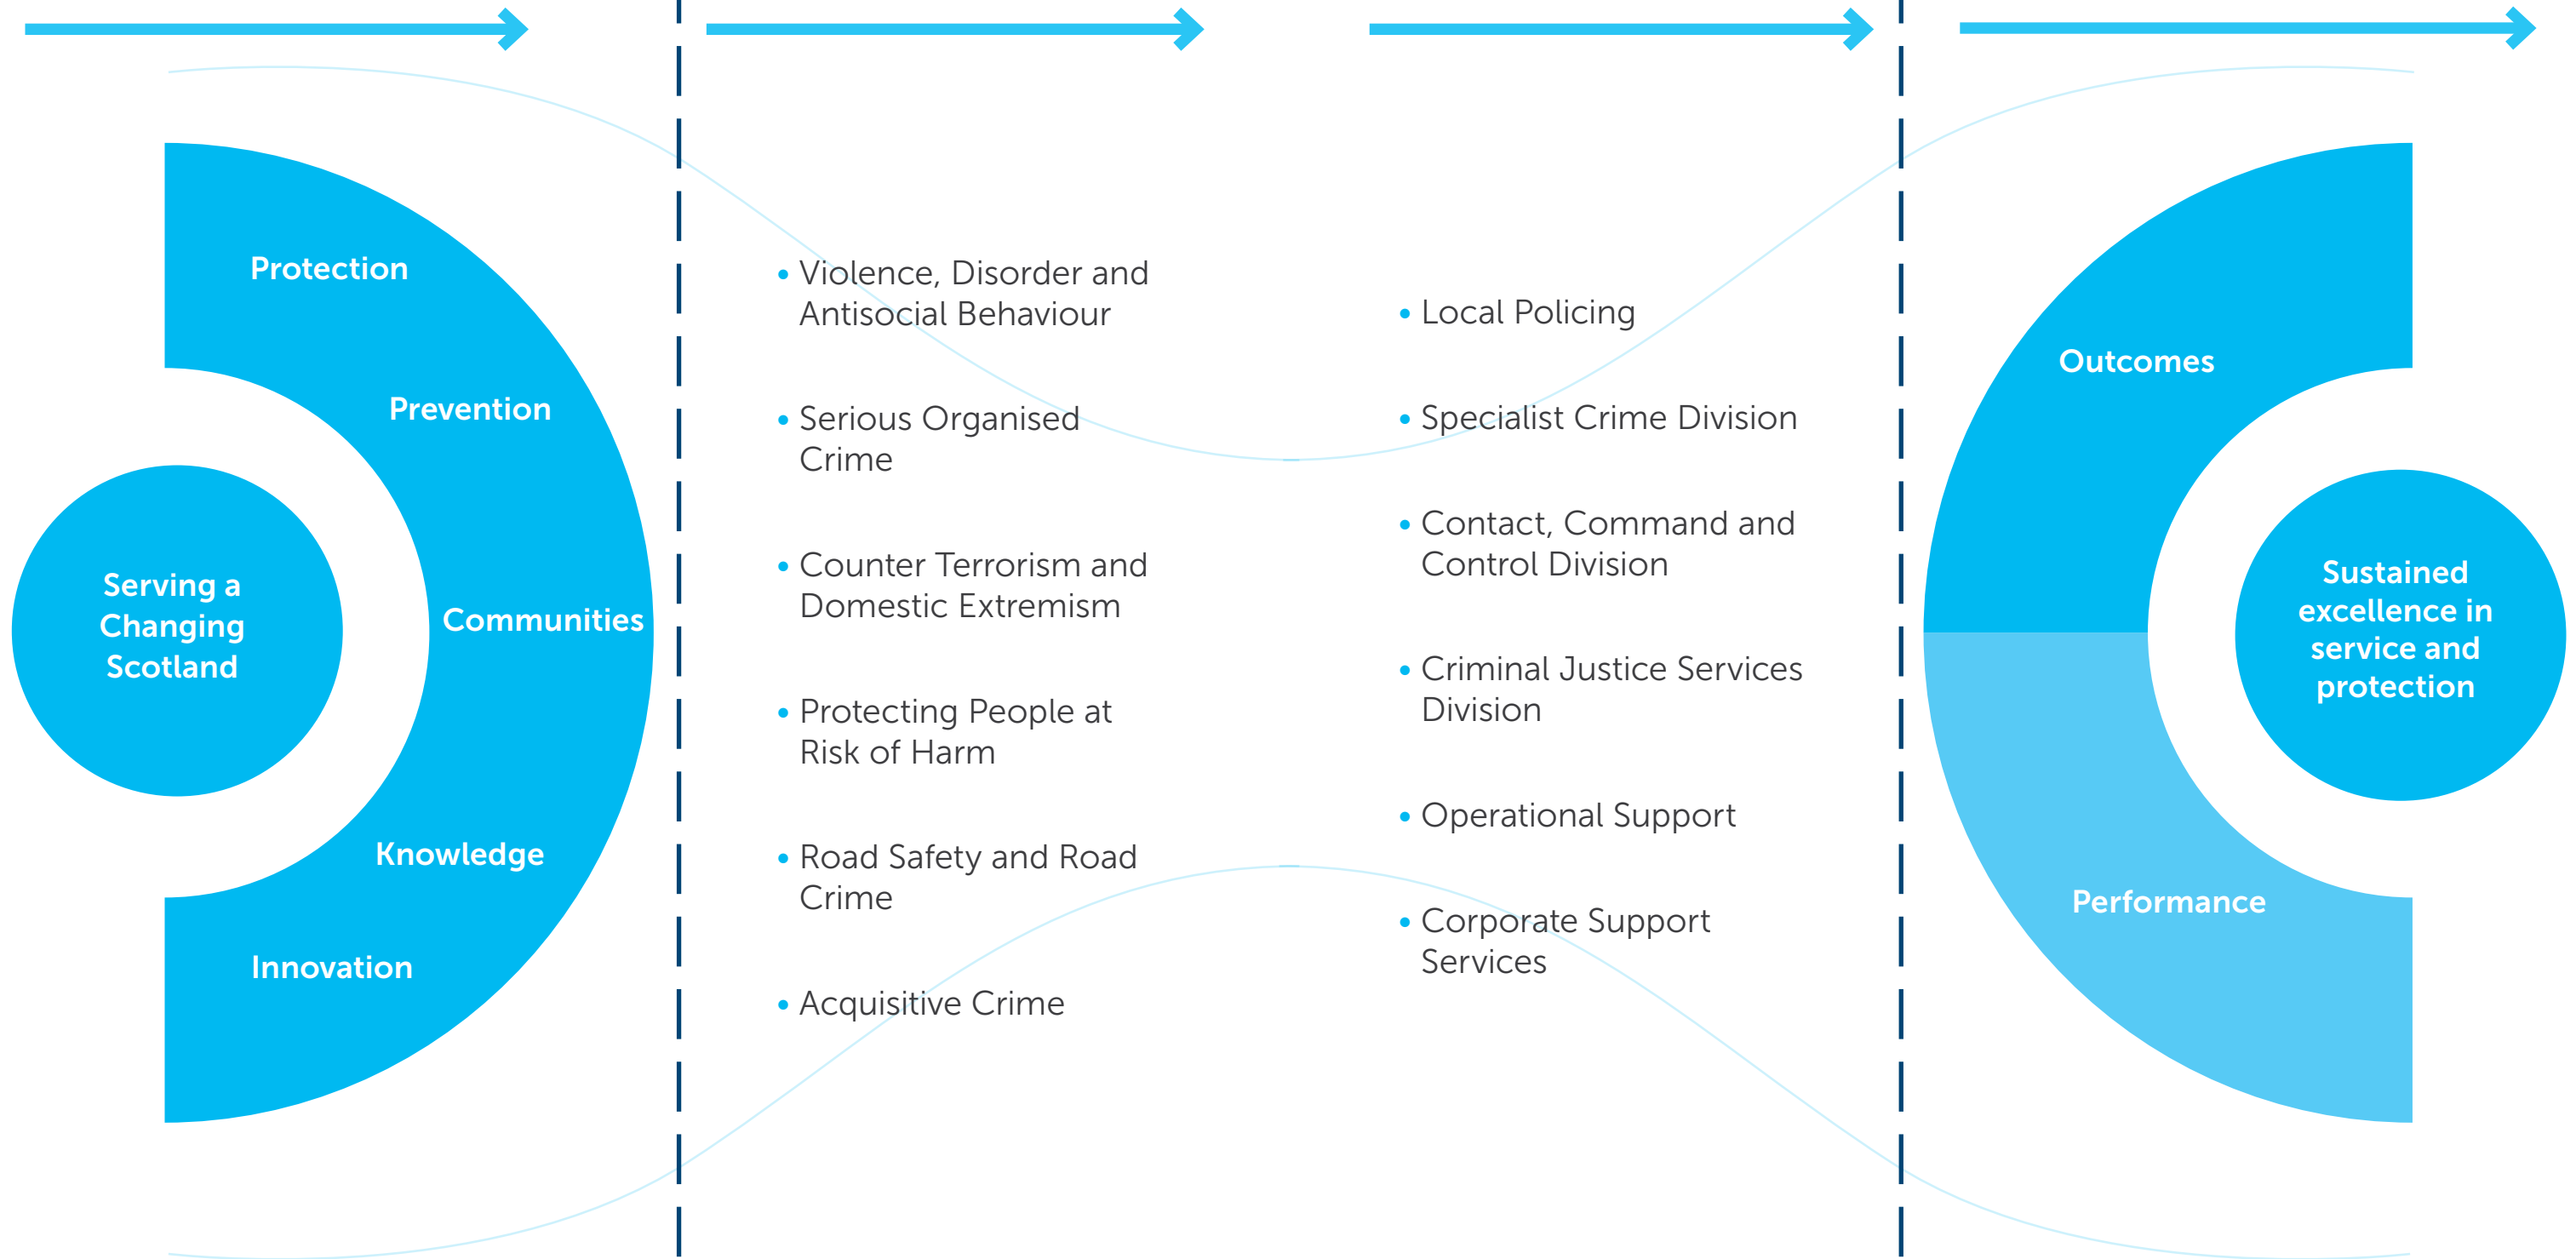 Protection
Prevention
Communities
Knowledge
Innovation
Serving a
Changing
Scotland
• Violence, Disorder and
Antisocial Behaviour
• Serious Organised
Crime
• Counter Terrorism and
Domestic Extremism
• Protecting People at
Risk of Harm
• Road Safety and Road
Crime
• Acquisitive Crime
• Local Policing
• Specialist Crime Division
• Contact, Command and
Control Division
• Criminal Justice Services
Division
• Operational Support
• Corporate Support
Services
Outcomes
Performance
Sustained
excellence in
service and
protection